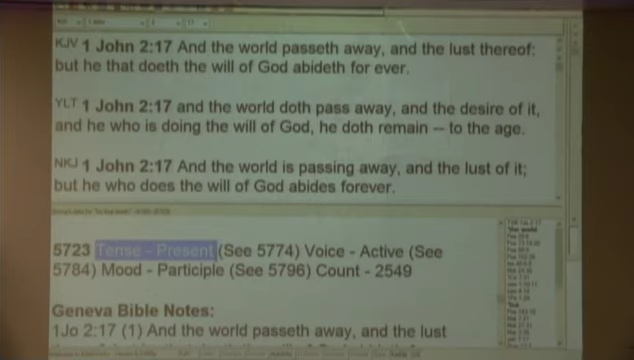 KJV 1 John 2:17 And the world passeth away, and the lust thereof:
but he that doeth the will of God abideth for ever.
YLT 1 John 2:17 and the world doth pass away, and the desire of it,
and he who is doing the will of God, he doth remain -- to the age.
NKJ 1 John 2:17 And the world is passing away, and the lust of it;
but he who does the will of God abides forever.
5723 Tense - Present (See 5774) Voice - Active (See
5784) Mood - Participle (See 5796) Count - 2549
Geneva Bible Notes:
1Jo 2:17 (1) And the world passeth away, and the lust